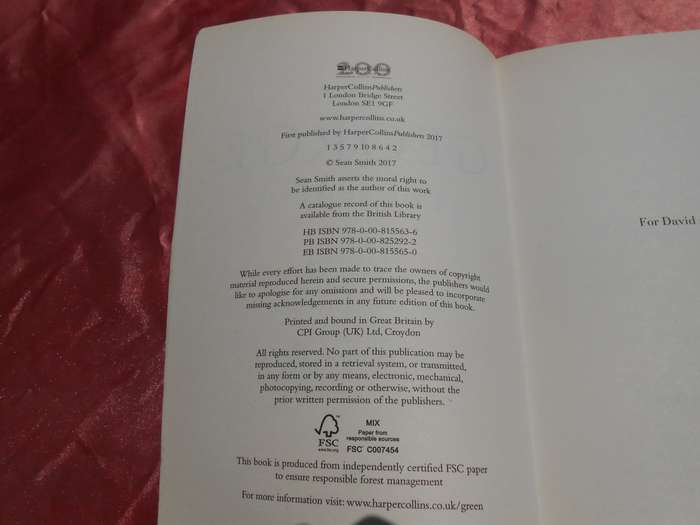 200
HarperCollins
HarperCollinsPublishers
1 London Bridge Street
London SE1 9GF
www.harpercollins.co.uk
First published by HarperCollinsPublishers 2017
1 3 5 7 9 10 8 6 4 2
© Sean Smith 2017
Sean Smith asserts the moral right to
be identified as the author of this work
A catalogue record of this book is
available from the British Library
HB ISBN 978-0-00-815563-6
PB ISBN 978-0-00-825292-2
EB ISBN 978-0-00-815565-0
While every effort has been made to trace the owners of copyright
material reproduced herein and secure permissions, the publishers would
like to apologise for any omissions and will be pleased to incorporate
missing acknowledgements in any future edition of this book.
Printed and bound in Great Britain by
CPI Group (UK) Ltd, Croydon
All rights reserved. No part of this publication may be
reproduced, stored in a retrieval system, or transmitted,
in any form or by any means, electronic, mechanical,
photocopying, recording or otherwise, without the
prior written permission of the publishers.
FSC
www.fsc.org
MIX
Paper from
responsible sources
FSC C007454
This book is produced from independently certified FSC paper
to ensure responsible forest management
For more information visit: www.harpercollins.co.uk/green
For David